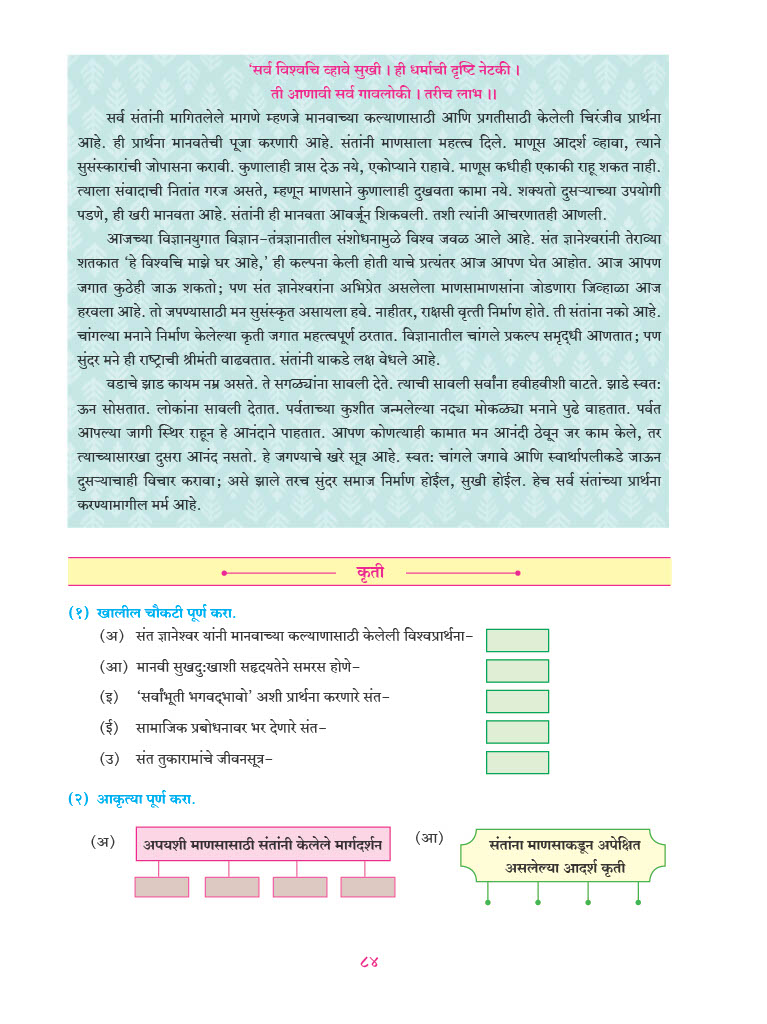 ‘सर्व विश्वचि व्हावे सुखी । ही धर्माची दृष्टि नेटकी ।
ती आणावी सर्व गावलोकी । तरीच लाभ ।।
सर्व संतांनी मागितलेले मागणे म्हणजे मानवाच्या कल्याणासाठी आणि प्रगतीसाठी केलेली चिरंजीव प्रार्थना
आहे. ही प्रार्थना मानवतेची पूजा करणारी आहे. संतांनी माणसाला महत्त्व दिले. माणूस आदर्श व्हावा, त्याने
सुसंस्कारांची जोपासना करावी. कुणालाही त्रास देऊ नये, एकोप्याने राहावे. माणूस कधीही एकाकी राहू शकत नाही.
त्याला संवादाची नितांत गरज असते, म्हणून माणसाने कुणालाही दुखवता कामा नये. शक्यतो दुसऱ्याच्या उपयोगी
पडणे, ही खरी मानवता आहे. संतांनी ही मानवता आवर्जून शिकवली. तशी त्यांनी आचरणातही आणली.
आजच्या विज्ञानयुगात विज्ञान-तंत्रज्ञानातील संशोधनामुळे विश्व जवळ आले आहे. संत ज्ञानेश्वरांनी तेराव्या
शतकात ‘हे विश्वचि माझे घर आहे,’ ही कल्पना केली होती याचे प्रत्यंतर आज आपण घेत आहोत. आज आपण
जगात कुठेही जाऊ शकतो; पण संत ज्ञानेश्वरांना अभिप्रेत असलेला माणसामाणसांना जोडणारा जिव्हाळा आज
हरवला आहे. तो जपण्यासाठी मन सुसंस्कृत असायला हवे. नाहीतर, राक्षसी वृत्ती निर्माण होते. ती संतांना नको आहे.
चांगल्या मनाने निर्माण केलेल्या कृती जगात महत्त्वपूर्ण ठरतात. विज्ञानातील चांगले प्रकल्प समृद्धी आणतात; पण
सुंदर मने ही राष्ट्राची श्रीमंती वाढवतात. संतांनी याकडे लक्ष वेधले आहे.
वडाचे झाड कायम नम्र असते. ते सगळ्यांना सावली देते. त्याची सावली सर्वांना हवीहवीशी वाटते. झाडे स्वतः
ऊन सोसतात. लोकांना सावली देतात. पर्वताच्या कुशीत जन्मलेल्या नद्या मोकळ्या मनाने पुढे वाहतात. पर्वत
आपल्या जागी स्थिर राहून हे आनंदाने पाहतात. आपण कोणत्याही कामात मन आनंदी ठेवून जर काम केले, तर
त्याच्यासारखा दुसरा आनंद नसतो. हे जगण्याचे खरे सूत्र आहे. स्वतः चांगले जगावे आणि स्वार्थापलीकडे जाऊन
दुसऱ्याचाही विचार करावा; असे झाले तरच सुंदर समाज निर्माण होईल, सुखी होईल. हेच सर्व संतांच्या प्रार्थना
करण्यामागील मर्म आहे.
कृती
(१) खालील चौकटी पूर्ण करा.
(अ) संत ज्ञानेश्वर यांनी मानवाच्या कल्याणासाठी केलेली विश्वप्रार्थना-
(आ) मानवी सुखदुःखाशी सहृदयतेने समरस होणे-
(इ) ‘सर्वांभूती भगवद्भावो’ अशी प्रार्थना करणारे संत-
(ई) सामाजिक प्रबोधनावर भर देणारे संत-
(उ) संत तुकारामांचे जीवनसूत्र-
(२) आकृत्या पूर्ण करा.
(अ) अपयशी माणसासाठी संतांनी केलेले मार्गदर्शन
(आ) संतांना माणसाकडून अपेक्षित
असलेल्या आदर्श कृती
८४